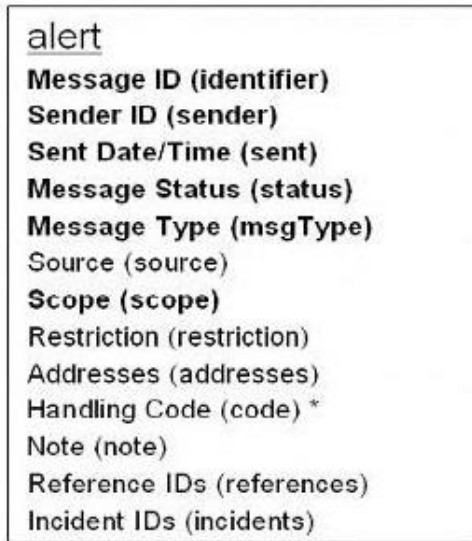 alert
Message ID (identifier)
Sender ID (sender)
Sent Date/Time (sent)
Message Status (status)
Message Type (msgType)
Source (source)
Scope (scope)
Restriction (restriction)
Addresses (addresses)
Handling Code (code) *
Note (note)
Reference IDs (references)
Incident IDs (incidents)